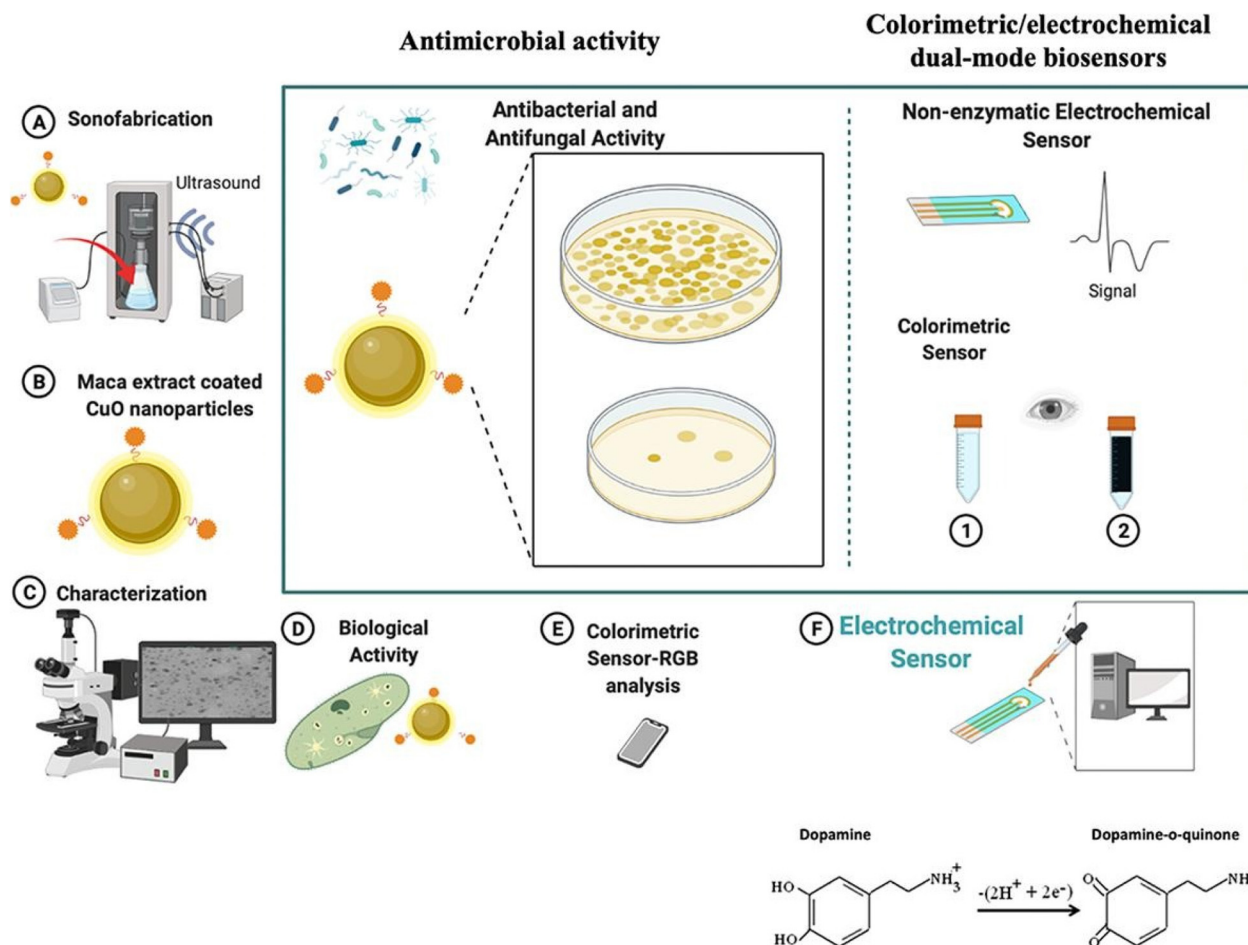 Antimicrobial activity
Colorimetric/electrochemical
dual-mode biosensors
A Sonofabrication
Ultrasound
B Maca extract coated
CuO nanoparticles
C Characterization
Antibacterial and
Antifungal Activity
Non-enzymatic Electrochemical
Sensor
Signal
Colorimetric
Sensor
1 2
D Biological
Activity
E Colorimetric
Sensor-RGB
analysis
F Electrochemical
Sensor
Dopamine
HO
HO
NH3+
-(2H+ + 2e-)
Dopamine-o-quinone
O
O
NH